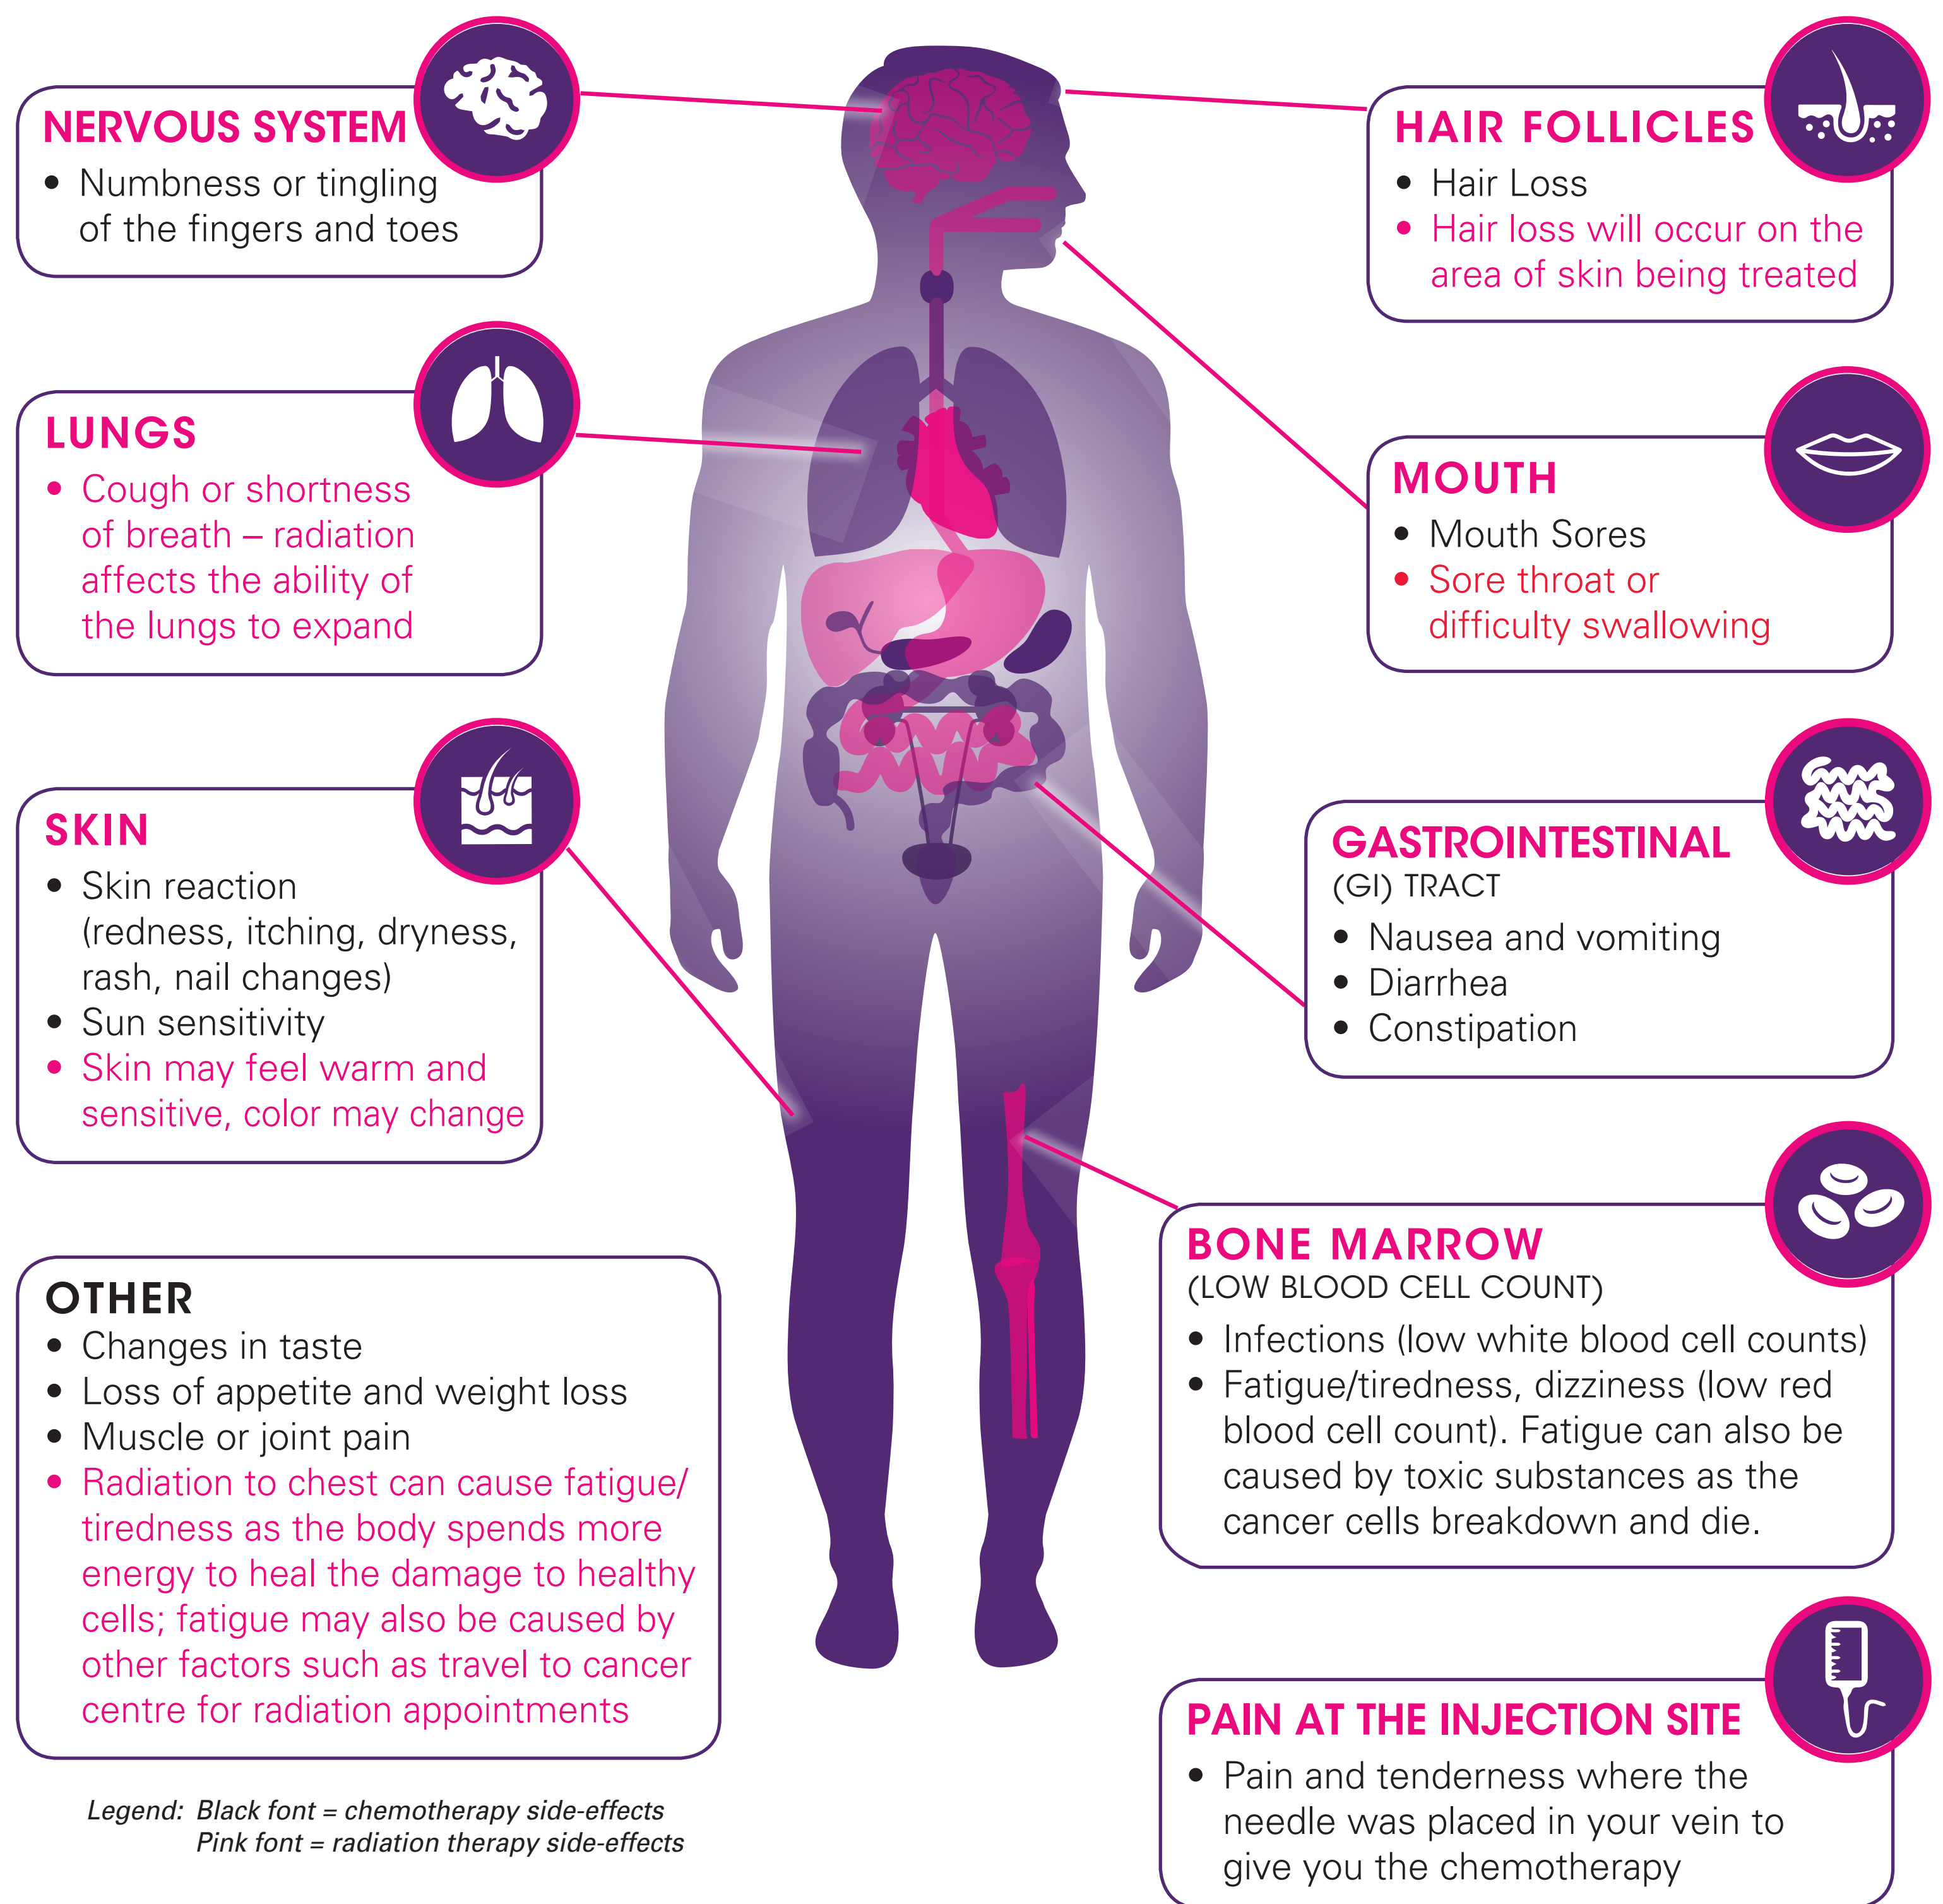 NERVOUS SYSTEM
• Numbness or tingling
of the fingers and toes
LUNGS
• Cough or shortness
of breath – radiation
affects the ability of
the lungs to expand
SKIN
• Skin reaction
(redness, itching, dryness,
rash, nail changes)
• Sun sensitivity
• Skin may feel warm and
sensitive, color may change
OTHER
• Changes in taste
• Loss of appetite and weight loss
• Muscle or joint pain
• Radiation to chest can cause fatigue/
tiredness as the body spends more
energy to heal the damage to healthy
cells; fatigue may also be caused by
other factors such as travel to cancer
centre for radiation appointments
Legend: Black font = chemotherapy side-effects
Pink font = radiation therapy side-effects
HAIR FOLLICLES
• Hair Loss
• Hair loss will occur on the
area of skin being treated
MOUTH
• Mouth Sores
• Sore throat or
difficulty swallowing
GASTROINTESTINAL
(GI) TRACT
• Nausea and vomiting
• Diarrhea
• Constipation
BONE MARROW
(LOW BLOOD CELL COUNT)
• Infections (low white blood cell counts)
• Fatigue/tiredness, dizziness (low red
blood cell count). Fatigue can also be
caused by toxic substances as the
cancer cells breakdown and die.
PAIN AT THE INJECTION SITE
• Pain and tenderness where the
needle was placed in your vein to
give you the chemotherapy